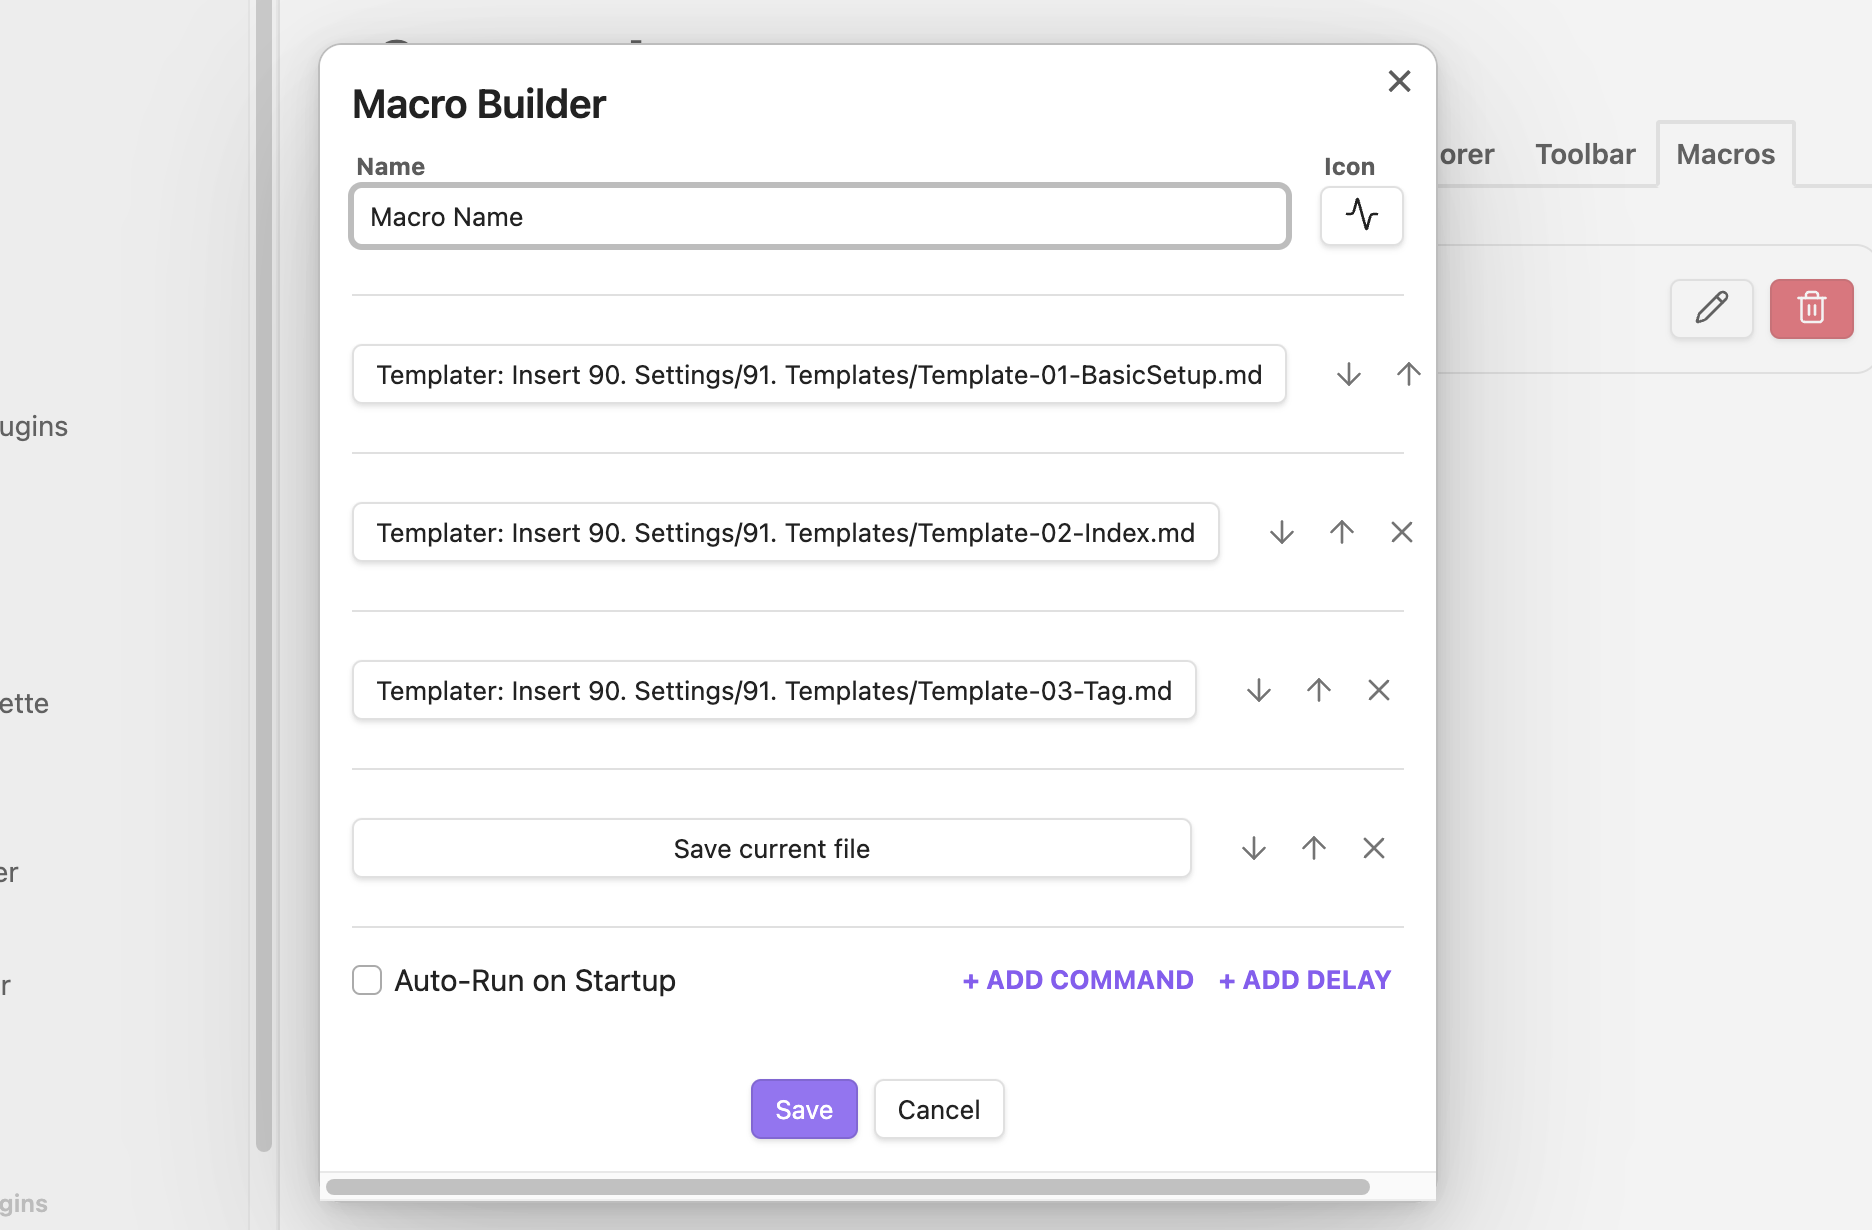 Macro Builder
Name
Icon
Macro Name
orer
Toolbar
Macros
Templater: Insert 90. Settings/91. Templates/Template-01-BasicSetup.md
ugins
Templater: Insert 90. Settings/91. Templates/Template-02-Index.md
Templater: Insert 90. Settings/91. Templates/Template-03-Tag.md
ette
Save current file
er
Auto-Run on Startup
+ ADD COMMAND
+ ADD DELAY
r
Save
Cancel
gins